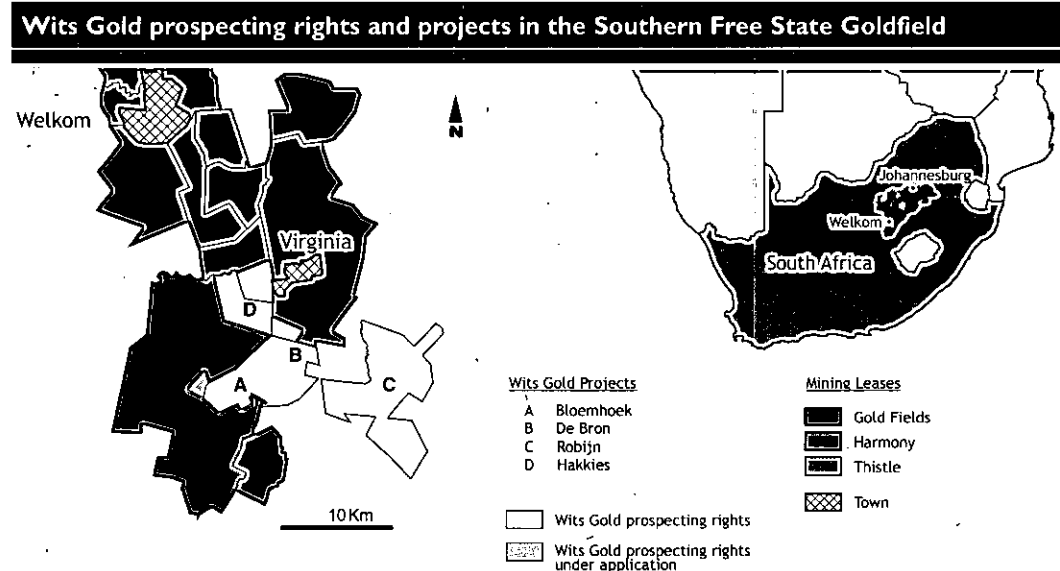 Wits Gold prospecting rights and projects in the Southern Free State Goldfield
Welkom
N
Virginia
D
B
A
C
10 Km
Johannesburg
Welkom
South Africa
Wits Gold Projects
A Bloemhoek
B De Bron
C Robijn
D Hakkies
Wits Gold prospecting rights
Wits Gold prospecting rights
under application
Mining Leases
Gold Fields
Harmony
Thistle
Town